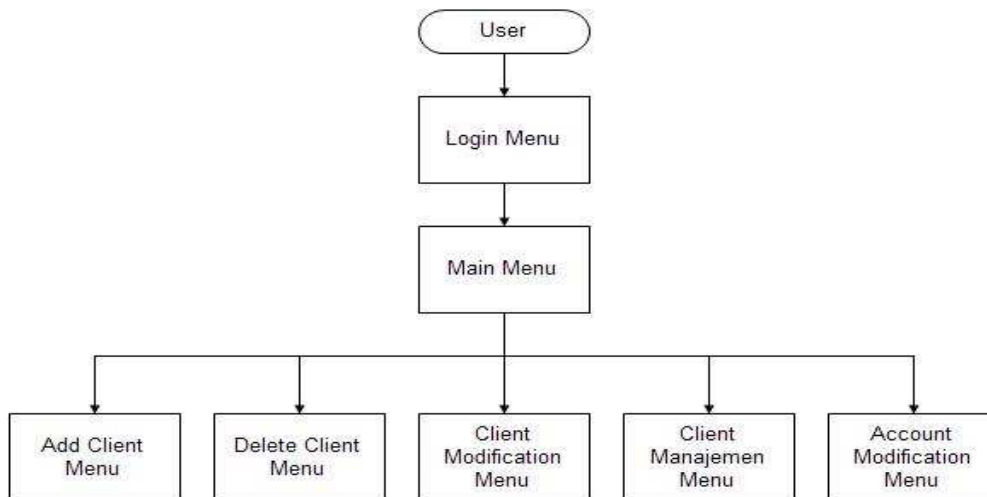 User
Login Menu
Main Menu
Add Client
Menu
Delete Client
Menu
Client
Modification
Menu
Client
Manajemen
Menu
Account
Modification
Menu